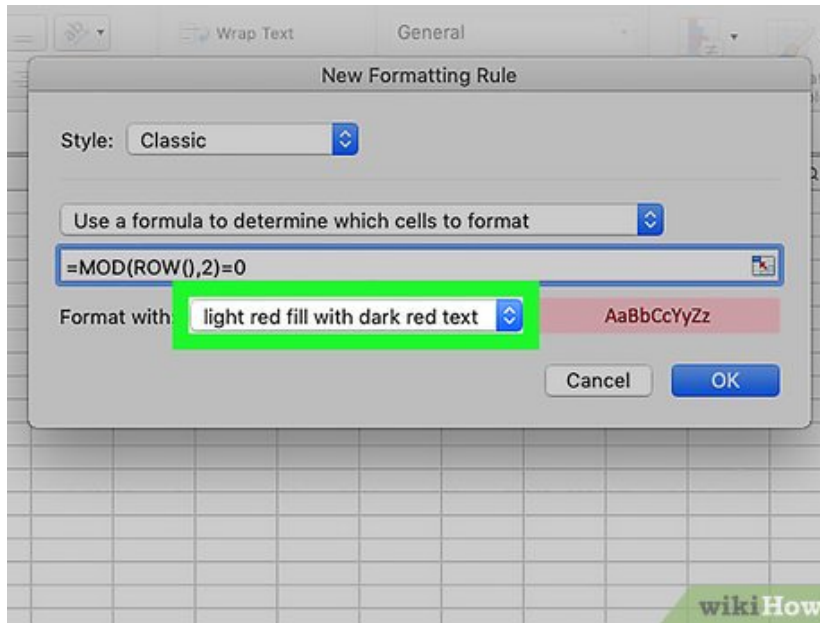 Wrap Text
General
New Formatting Rule
Style: Classic
Use a formula to determine which cells to format
=MOD(ROW(),2)=0
Format with: light red fill with dark red text AaBbCcYyZz
Cancel OK
wikiHow